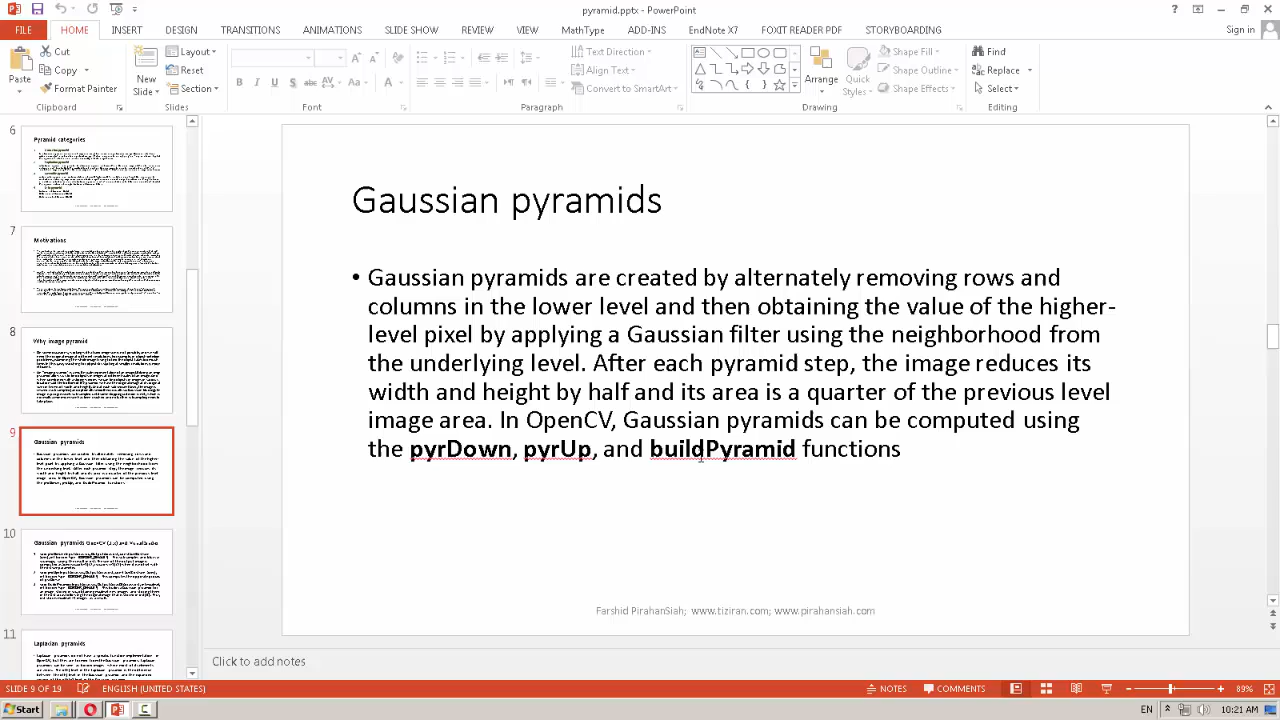 pyramid.pptx - PowerPoint
Sign in
FILE HOME INSERT DESIGN TRANSITIONS ANIMATIONS SLIDE SHOW REVIEW VIEW MathType ADD-INS EndNote X7 FOXIT READER PDF STORYBOARDING
Paste
Cut
Copy
Format Painter
Clipboard
New Slide
Layout
Reset
Section
Slides
Font
Text Direction
Align Text
Convert to SmartArt
Paragraph
Arrange
Quick Styles
Shape Fill
Shape Outline
Shape Effects
Drawing
Find
Replace
Select
Editing
6
Pyramid categories
7
Motivations
8
Why image pyramid
9
Gaussian pyramids
10
Gaussian pyramids
11
Laplacian pyramids
Gaussian pyramids
• Gaussian pyramids are created by alternately removing rows and
columns in the lower level and then obtaining the value of the higher-
level pixel by applying a Gaussian filter using the neighborhood from
the underlying level. After each pyramid step, the image reduces its
width and height by half and its area is a quarter of the previous level
image area. In OpenCV, Gaussian pyramids can be computed using
the pyrDown, pyrUp, and buildPyramid functions
Farshid PirahanSiah; www.tiziran.com; www.pirahansiah.com
Click to add notes
SLIDE 9 OF 19 ENGLISH (UNITED STATES) NOTES COMMENTS 89%
Start EN 10:21 AM